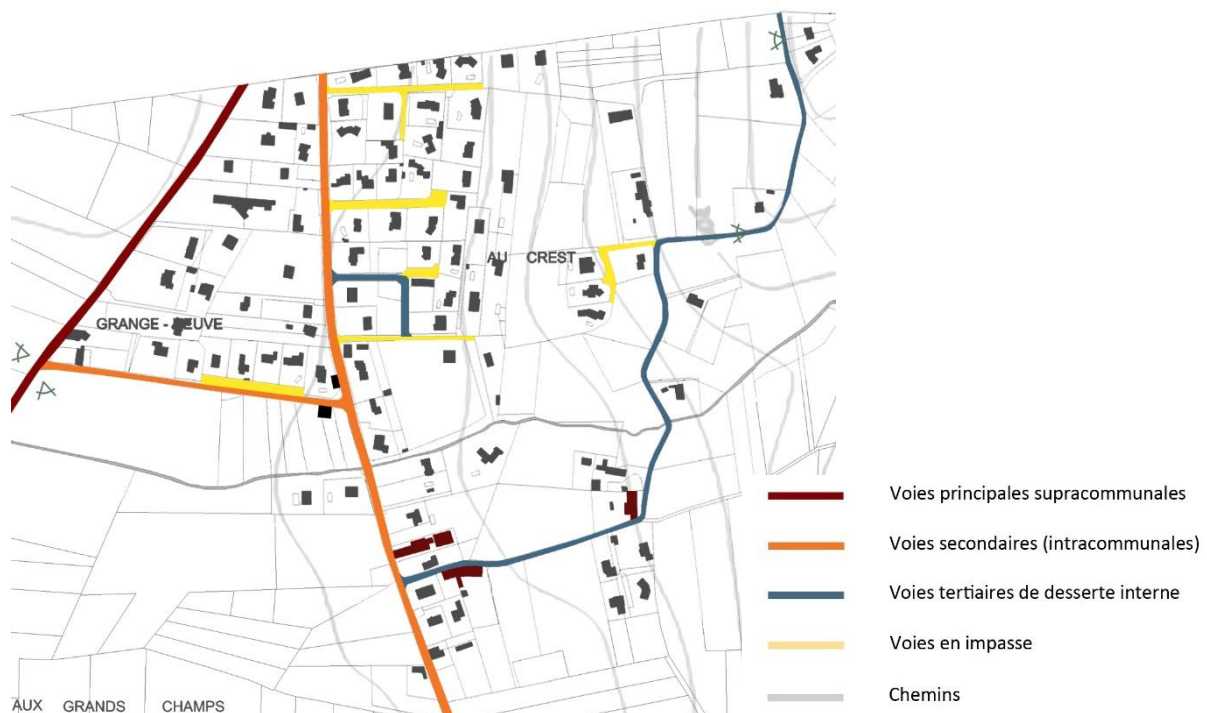 AU CREST
GRANGE - NEUVE
Voies principales supracommunales
Voies secondaires (intracommunales)
Voies tertiaires de desserte interne
Voies en impasse
Chemins
AUX GRANDS CHAMPS